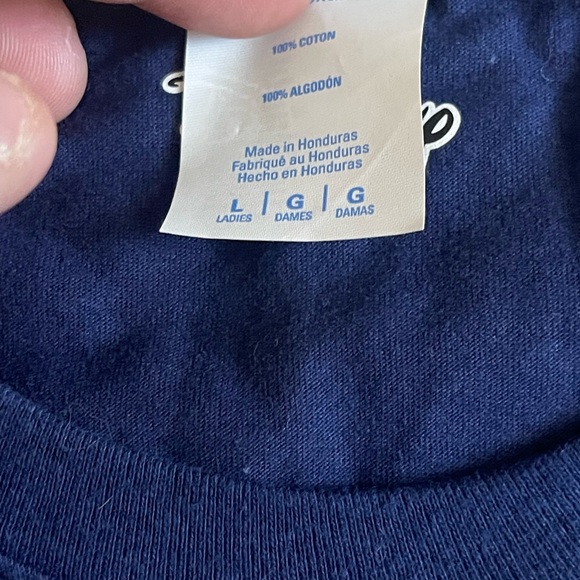 100% COTON
100% ALGODÓN
Made in Honduras
Fabriqué au Honduras
Hecho en Honduras
L | G | G
LADIES DAMES DAMAS